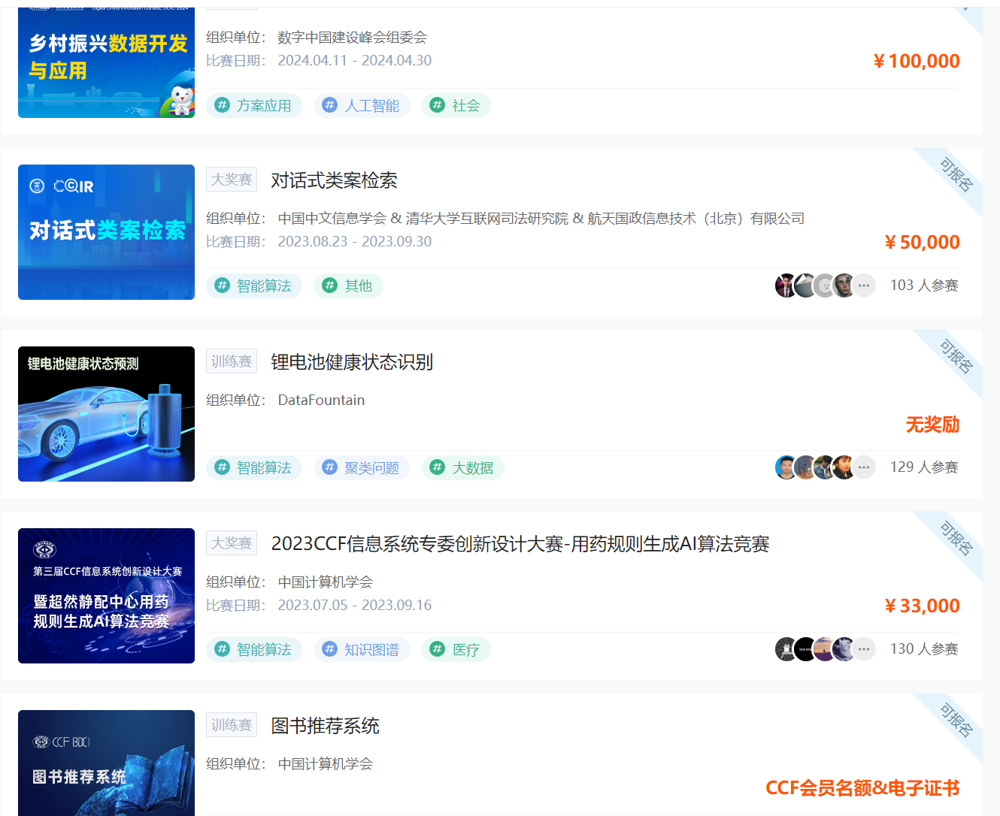 乡村振兴数据开发
与应用
组织单位： 数字中国建设峰会组委会
比赛日期： 2024.04.11 - 2024.04.30
¥ 100,000
# 方案应用 # 人工智能 # 社会
CQIR
对话式类案检索
大奖赛 对话式类案检索
可报名
组织单位： 中国中文信息学会 & 清华大学互联网司法研究院 & 航天国政信息技术（北京）有限公司
比赛日期： 2023.08.23 - 2023.09.30
¥ 50,000
# 智能算法 # 其他
103 人参赛
锂电池健康状态预测
训练赛 锂电池健康状态识别
可报名
组织单位： DataFountain
无奖励
# 智能算法 # 聚类问题 # 大数据
129 人参赛
第三届CCF信息系统创新设计大赛
暨超然静配中心用药
规则生成AI算法竞赛
大奖赛 2023CCF信息系统专委创新设计大赛-用药规则生成AI算法竞赛
可报名
组织单位： 中国计算机学会
比赛日期： 2023.07.05 - 2023.09.16
¥ 33,000
# 智能算法 # 知识图谱 # 医疗
130 人参赛
CCF BDCI
图书推荐系统
训练赛 图书推荐系统
可报名
组织单位： 中国计算机学会
CCF会员名额&电子证书